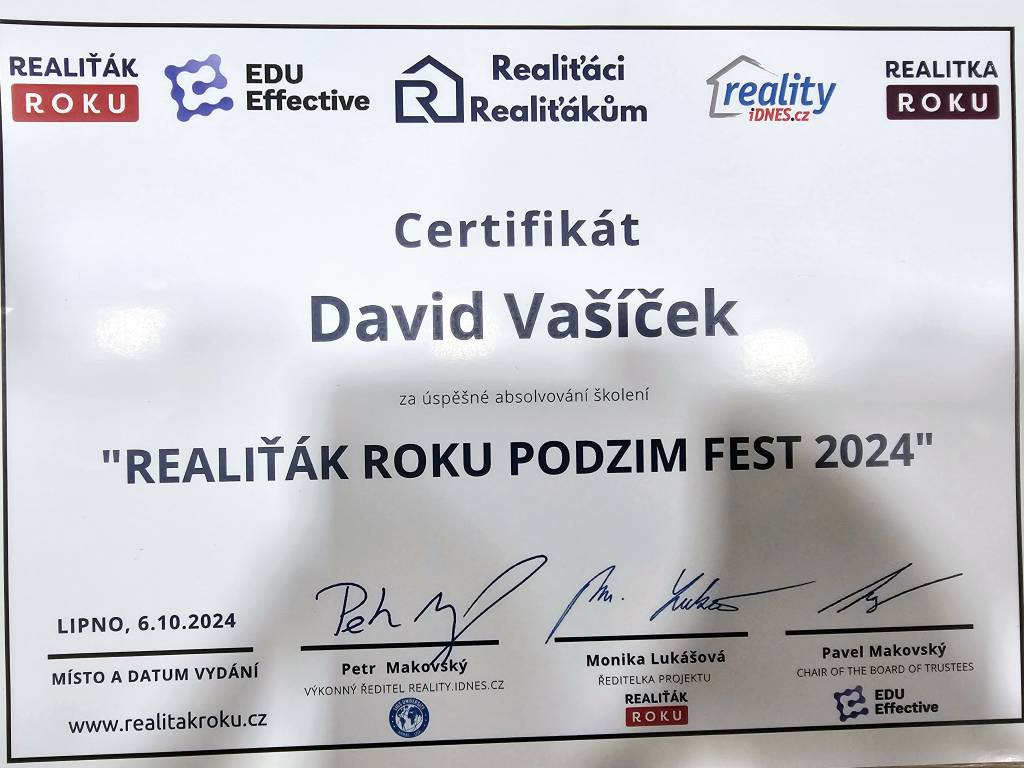 REALIŤÁK
ROKU
EDU
Effective
Realiťáci
Realiťákům
reality
iDNES.cz
REALITKA
ROKU
Certifikát
David Vašíček
za úspěšné absolvování školení
"REALIŤÁK ROKU PODZIM FEST 2024"
LIPNO, 6.10.2024
MÍSTO A DATUM VYDÁNÍ
www.realitakroku.cz
Petr Makovský
VÝKONNÝ ŘEDITEL REALITY.IDNES.CZ
Monika Lukášová
ŘEDITELKA PROJEKTU
REALIŤÁK
ROKU
Pavel Makovský
CHAIR OF THE BOARD OF TRUSTEES
EDU
Effective